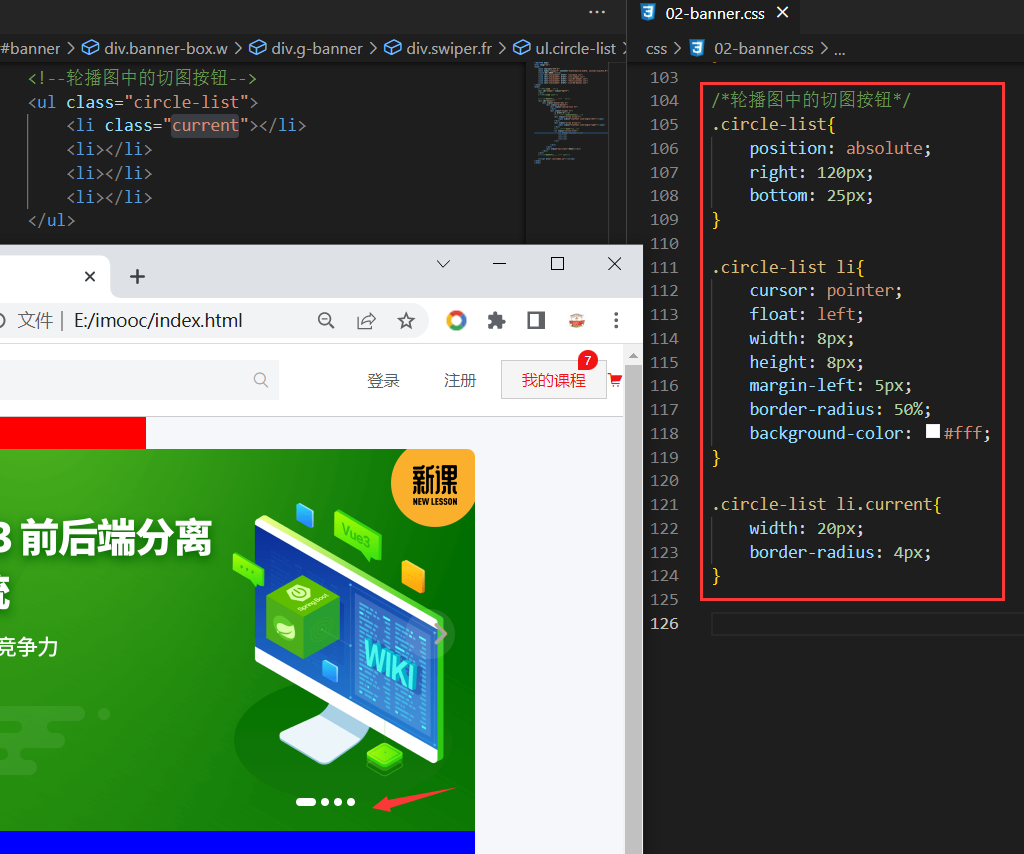 02-banner.css
#banner > div.banner-box.w > div.g-banner > div.swiper.fr > ul.circle-list >
css > 02-banner.css > ...
<!--轮播图中的切图按钮-->
<ul class="circle-list">
<li class="current"></li>
<li></li>
<li></li>
<li></li>
</ul>
103
104 /*轮播图中的切图按钮*/
105 .circle-list{
106 position: absolute;
107 right: 120px;
108 bottom: 25px;
109 }
110
111 .circle-list li{
112 cursor: pointer;
113 float: left;
114 width: 8px;
115 height: 8px;
116 margin-left: 5px;
117 border-radius: 50%;
118 background-color: #fff;
119 }
120
121 .circle-list li.current{
122 width: 20px;
123 border-radius: 4px;
124 }
125
126
文件 | E:/imooc/index.html
登录 注册 我的课程 7
新课
NEW LESSON
3 前后端分离
竞争力
Vue3
Spring Boot
WIKI